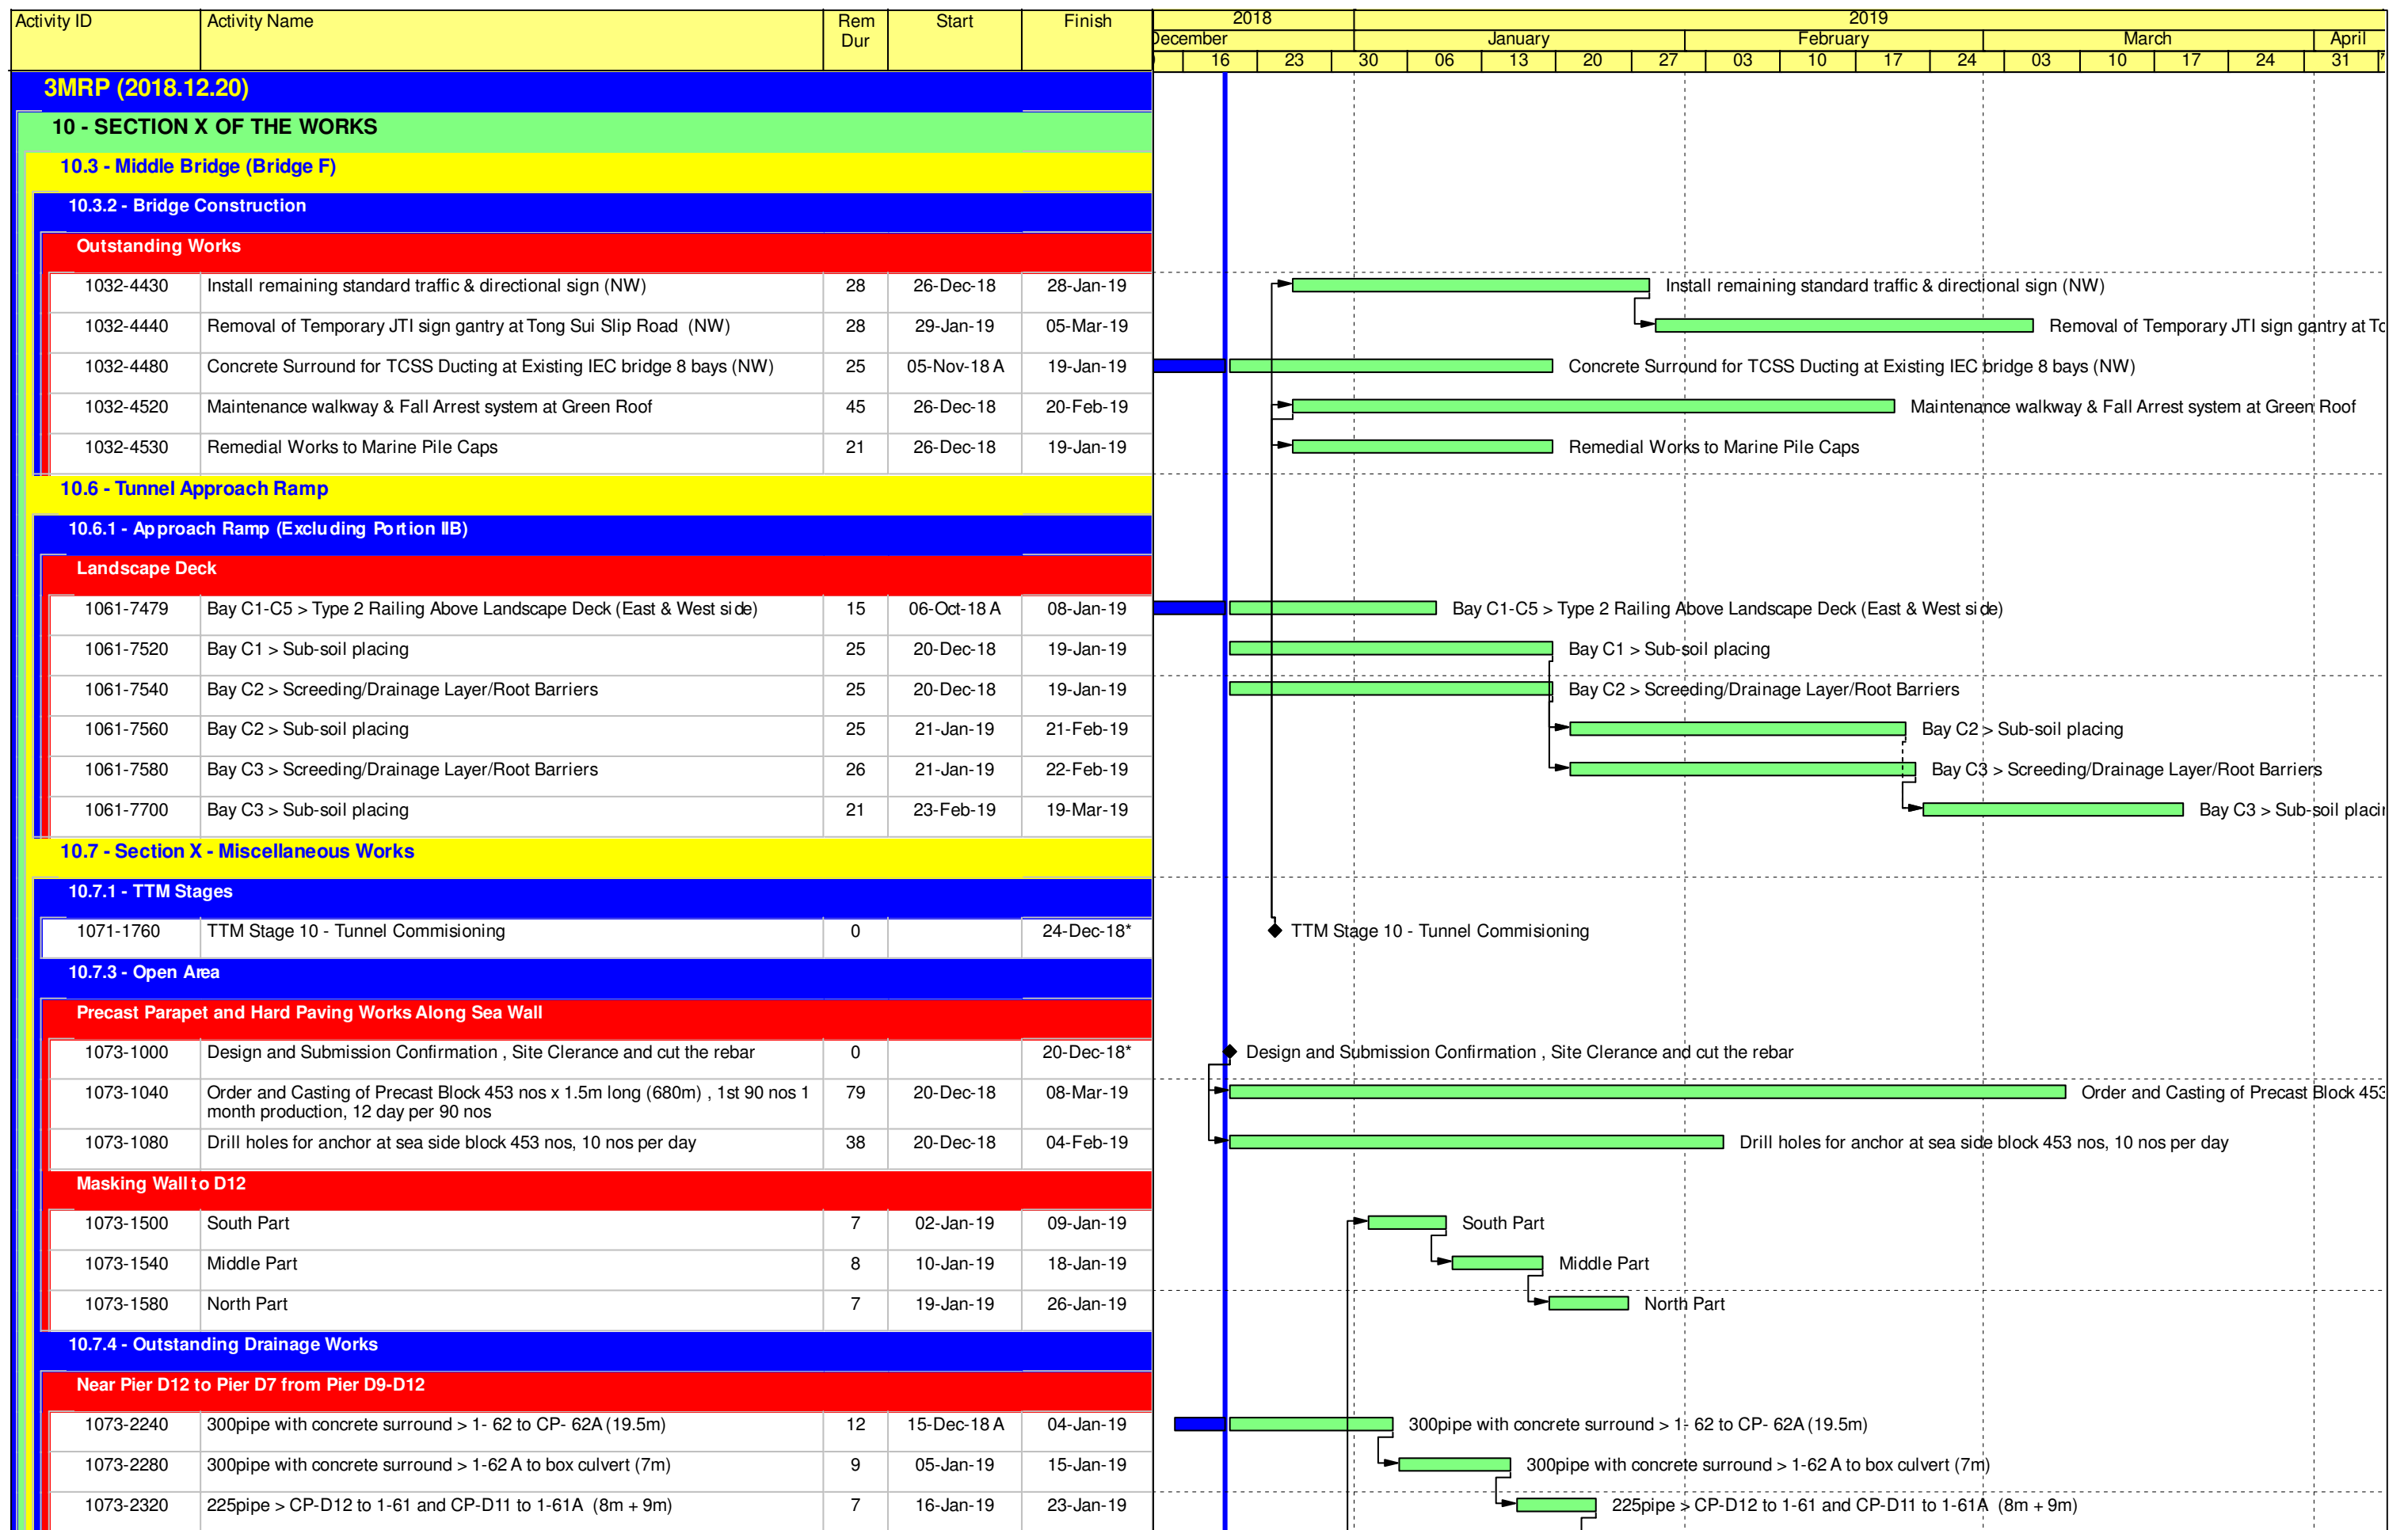 Activity ID Activity Name Rem Dur Start Finish 2018 2019
December January February March April
16 23 30 06 13 20 27 03 10 17 24 03 10 17 24 31
3MRP (2018.12.20)
10 - SECTION X OF THE WORKS
10.3 - Middle Bridge (Bridge F)
10.3.2 - Bridge Construction
Outstanding Works
1032-4430 Install remaining standard traffic & directional sign (NW) 28 26-Dec-18 28-Jan-19 Install remaining standard traffic & directional sign (NW)
1032-4440 Removal of Temporary JTI sign gantry at Tong Sui Slip Road (NW) 28 29-Jan-19 05-Mar-19 Removal of Temporary JTI sign gantry at To
1032-4480 Concrete Surround for TCSS Ducting at Existing IEC bridge 8 bays (NW) 25 05-Nov-18 A 19-Jan-19 Concrete Surround for TCSS Ducting at Existing IEC bridge 8 bays (NW)
1032-4520 Maintenance walkway & Fall Arrest system at Green Roof 45 26-Dec-18 20-Feb-19 Maintenance walkway & Fall Arrest system at Green Roof
1032-4530 Remedial Works to Marine Pile Caps 21 26-Dec-18 19-Jan-19 Remedial Works to Marine Pile Caps
10.6 - Tunnel Approach Ramp
10.6.1 - Approach Ramp (Excluding Portion IIB)
Landscape Deck
1061-7479 Bay C1-C5 > Type 2 Railing Above Landscape Deck (East & West side) 15 06-Oct-18 A 08-Jan-19 Bay C1-C5 > Type 2 Railing Above Landscape Deck (East & West side)
1061-7520 Bay C1 > Sub-soil placing 25 20-Dec-18 19-Jan-19 Bay C1 > Sub-soil placing
1061-7540 Bay C2 > Screeding/Drainage Layer/Root Barriers 25 20-Dec-18 19-Jan-19 Bay C2 > Screeding/Drainage Layer/Root Barriers
1061-7560 Bay C2 > Sub-soil placing 25 21-Jan-19 21-Feb-19 Bay C2 > Sub-soil placing
1061-7580 Bay C3 > Screeding/Drainage Layer/Root Barriers 26 21-Jan-19 22-Feb-19 Bay C3 > Screeding/Drainage Layer/Root Barriers
1061-7700 Bay C3 > Sub-soil placing 21 23-Feb-19 19-Mar-19 Bay C3 > Sub-soil placin
10.7 - Section X - Miscellaneous Works
10.7.1 - TTM Stages
1071-1760 TTM Stage 10 - Tunnel Commisioning 0 24-Dec-18* TTM Stage 10 - Tunnel Commisioning
10.7.3 - Open Area
Precast Parapet and Hard Paving Works Along Sea Wall
1073-1000 Design and Submission Confirmation , Site Clerance and cut the rebar 0 20-Dec-18* Design and Submission Confirmation , Site Clerance and cut the rebar
1073-1040 Order and Casting of Precast Block 453 nos x 1.5m long (680m) , 1st 90 nos 1 79 20-Dec-18 08-Mar-19 Order and Casting of Precast Block 453
month production, 12 day per 90 nos
1073-1080 Drill holes for anchor at sea side block 453 nos, 10 nos per day 38 20-Dec-18 04-Feb-19 Drill holes for anchor at sea side block 453 nos, 10 nos per day
Masking Wall to D12
1073-1500 South Part 7 02-Jan-19 09-Jan-19 South Part
1073-1540 Middle Part 8 10-Jan-19 18-Jan-19 Middle Part
1073-1580 North Part 7 19-Jan-19 26-Jan-19 North Part
10.7.4 - Outstanding Drainage Works
Near Pier D12 to Pier D7 from Pier D9-D12
1073-2240 300pipe with concrete surround > 1- 62 to CP- 62A (19.5m) 12 15-Dec-18 A 04-Jan-19 300pipe with concrete surround > 1- 62 to CP- 62A (19.5m)
1073-2280 300pipe with concrete surround > 1-62 A to box culvert (7m) 9 05-Jan-19 15-Jan-19 300pipe with concrete surround > 1-62 A to box culvert (7m)
1073-2320 225pipe > CP-D12 to 1-61 and CP-D11 to 1-61A (8m + 9m) 7 16-Jan-19 23-Jan-19 225pipe > CP-D12 to 1-61 and CP-D11 to 1-61A (8m + 9m)